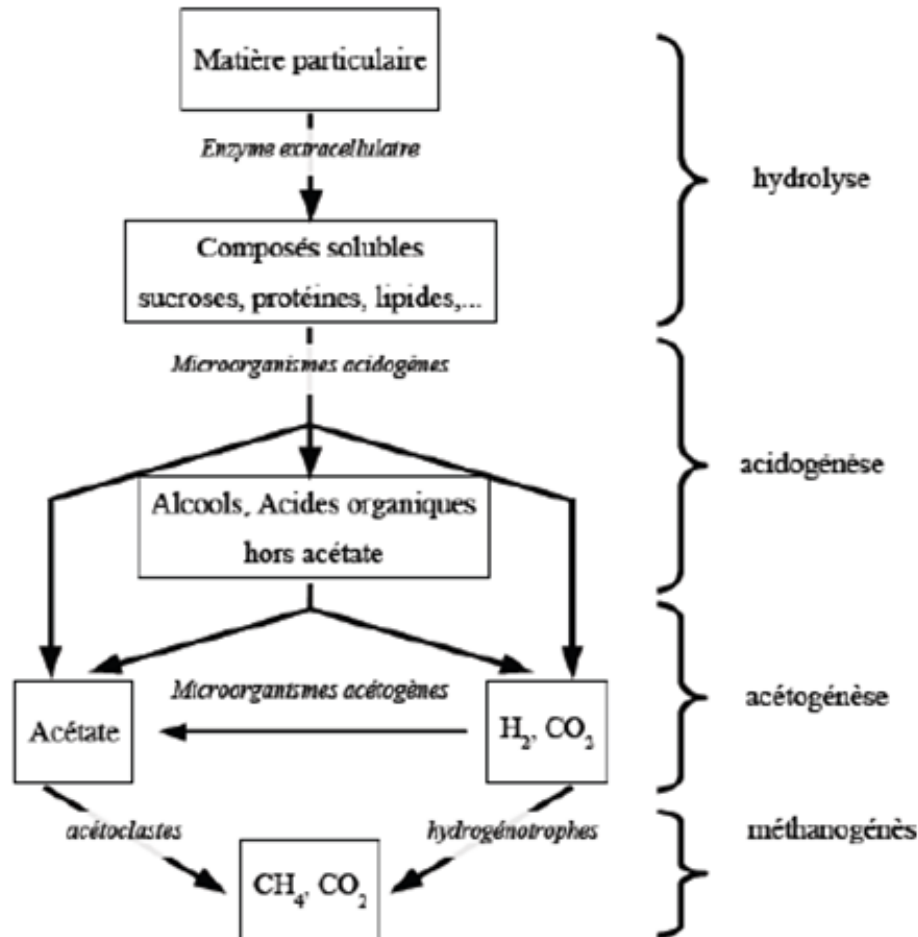 Matière particulaire
Enzyme extracellulaire
hydrolyse
Composés solubles
sucroses, protéines, lipides,...
Microorganismes acidogènes
acidogénèse
Alcools, Acides organiques
hors acétate
Microorganismes acétogènes
acétogénèse
Acétate
H₂, CO₂
acétoclastes
hydrogénotrophes
méthanogénès
CH₄, CO₂